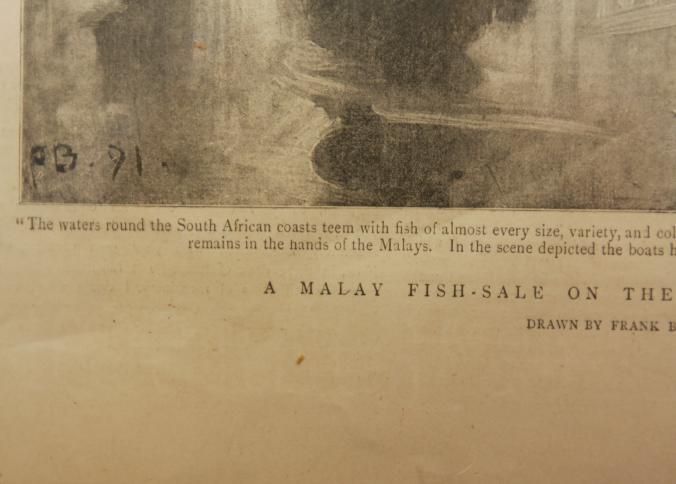 FB. 91.
"The waters round the South African coasts teem with fish of almost every size, variety, and col
remains in the hands of the Malays. In the scene depicted the boats h
A MALAY FISH-SALE ON THE
DRAWN BY FRANK B